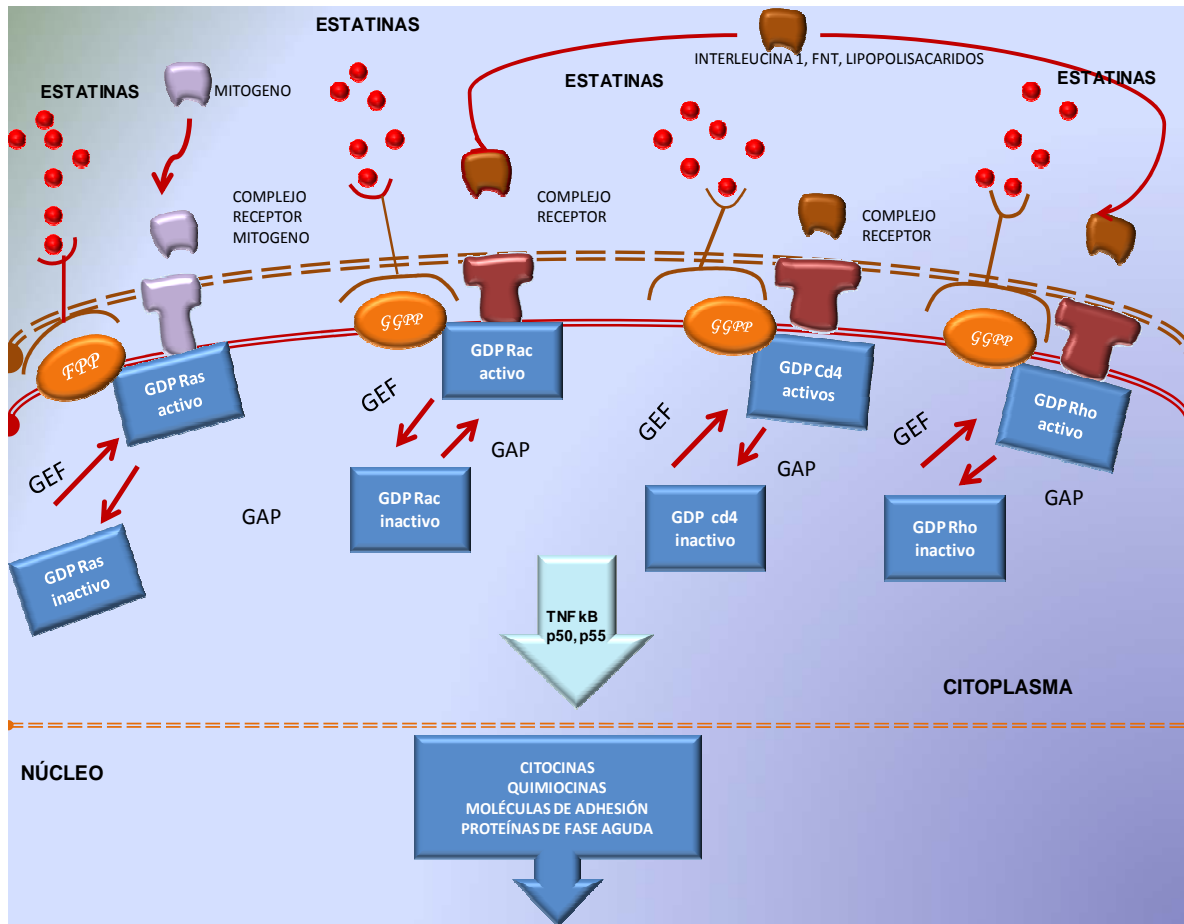 ESTATINAS
INTERLEUCINA 1, FNT, LIPOPOLISACARIDOS
ESTATINAS
ESTATINAS
ESTATINAS
MITOGENO
COMPLEJO
RECEPTOR
MITOGENO
COMPLEJO
RECEPTOR
COMPLEJO
RECEPTOR
FPP
GDP Ras
activo
GGPP
GDP Rac
activo
GGPP
GDP Cd4
activos
GGPP
GDP Rho
activo
GEF
GAP
GDP Ras
inactivo
GEF
GAP
GDP Rac
inactivo
GEF
GAP
GDP cd4
inactivo
GEF
GAP
GDP Rho
inactivo
TNF kB
p50, p55
CITOPLASMA
NÚCLEO
CITOCINAS
QUIMIOCINAS
MOLÉCULAS DE ADHESIÓN
PROTEÍNAS DE FASE AGUDA